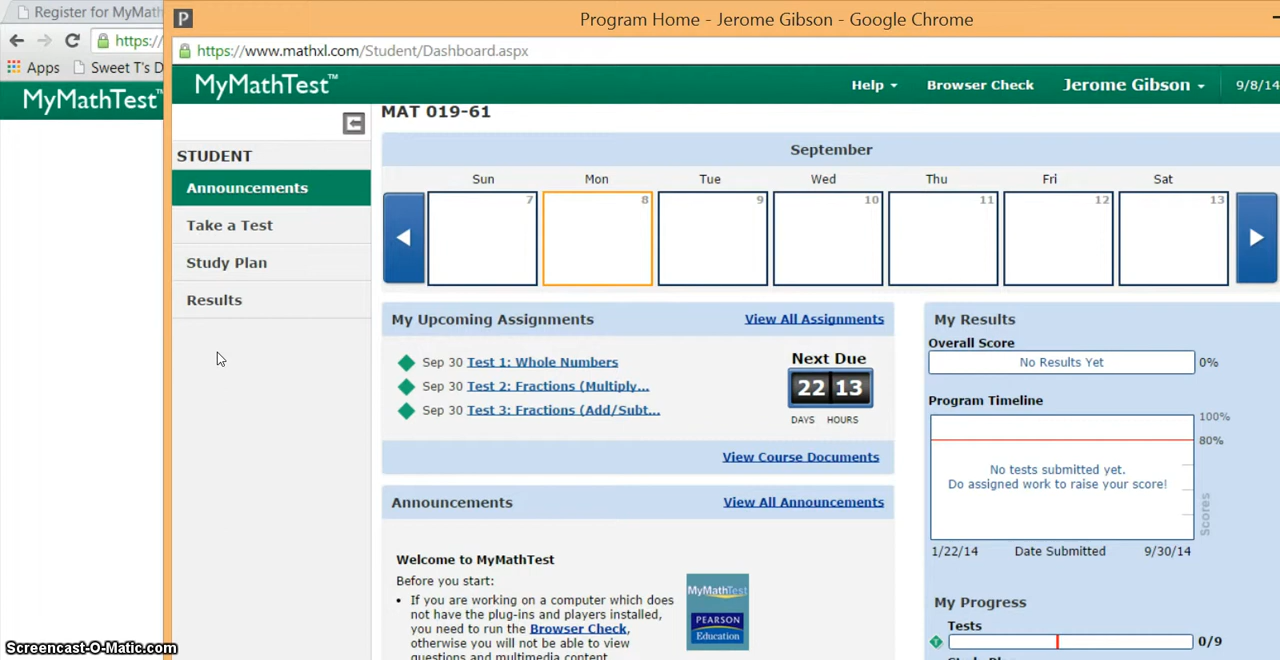 Register for MyMath
Program Home - Jerome Gibson - Google Chrome
https://
https://www.mathxl.com/Student/Dashboard.aspx
Apps Sweet T's D
MyMathTest™
MyMathTest™
Help Browser Check Jerome Gibson 9/8/14
MAT 019-61
STUDENT
Announcements
Take a Test
Study Plan
Results
September
Sun Mon Tue Wed Thu Fri Sat
7 8 9 10 11 12 13
My Upcoming Assignments View All Assignments
Sep 30 Test 1: Whole Numbers
Sep 30 Test 2: Fractions (Multiply...
Sep 30 Test 3: Fractions (Add/Subt...
Next Due
22 13
DAYS HOURS
View Course Documents
Announcements View All Announcements
Welcome to MyMathTest
Before you start:
• If you are working on a computer which does
not have the plug-ins and players installed,
you need to run the Browser Check,
otherwise you will not be able to view
questions and multimedia content
MyMathTest
PEARSON
Education
My Results
Overall Score
No Results Yet 0%
Program Timeline
100%
80%
No tests submitted yet.
Do assigned work to raise your score!
Scores
1/22/14 Date Submitted 9/30/14
My Progress
Tests
0/9
Screencast-O-Matic.com